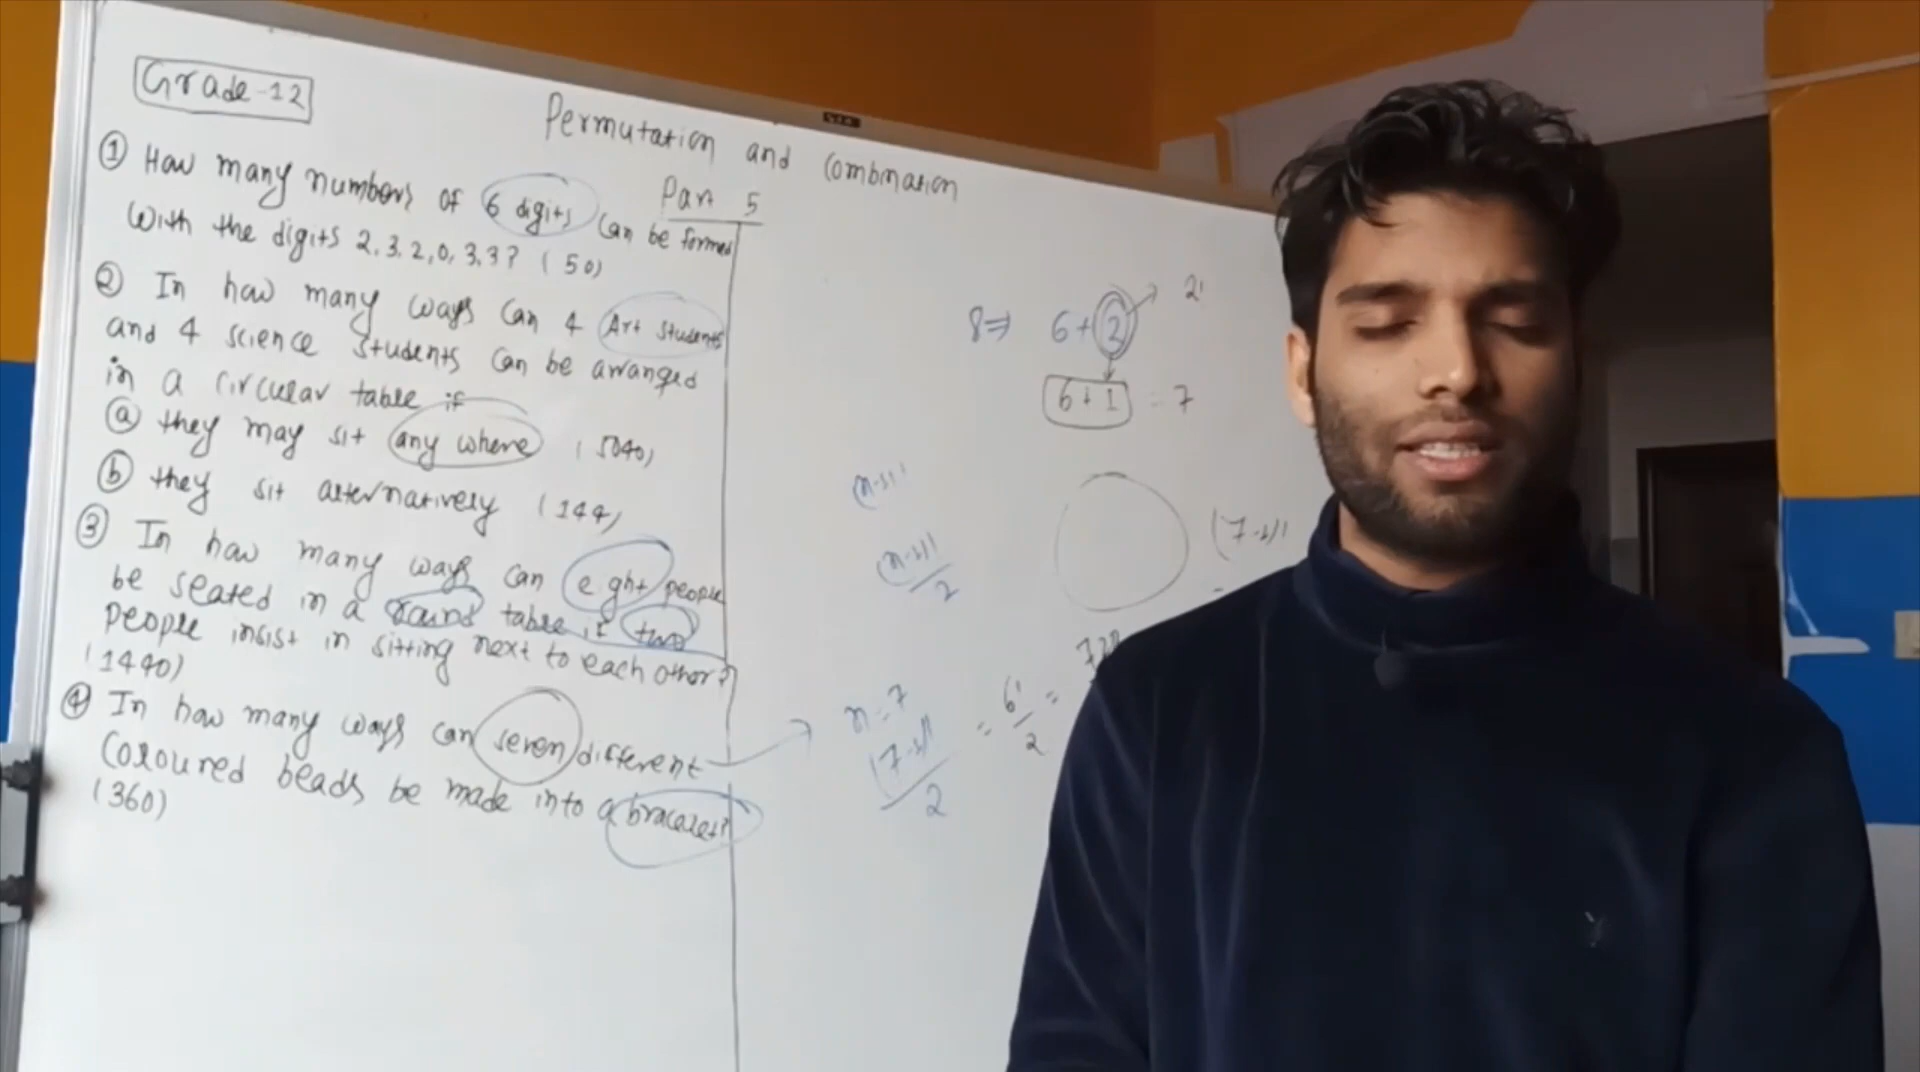 Grade-12
Permutation and Combination
Part 5
① How many numbers of 6 digits can be formed
with the digits 2,3,2,0,3,3? (50)
② In how many ways can 4 Art students
and 4 science students can be arranged
in a circular table if
ⓐ they may sit any where (5040)
ⓑ they sit alternatively (144)
③ In how many ways can eght people
be seated in a round table if two
people insist in sitting next to each other?
(1440)
④ In how many ways can seven different
Coloured beads be made into a bracelet?
(360)
8⇒ 6+2 → 2!
6+1 = 7
(n-1)!
(n-1)!
2
(7-1)!
=
n=7
(7-1)! = 6! =
2 2